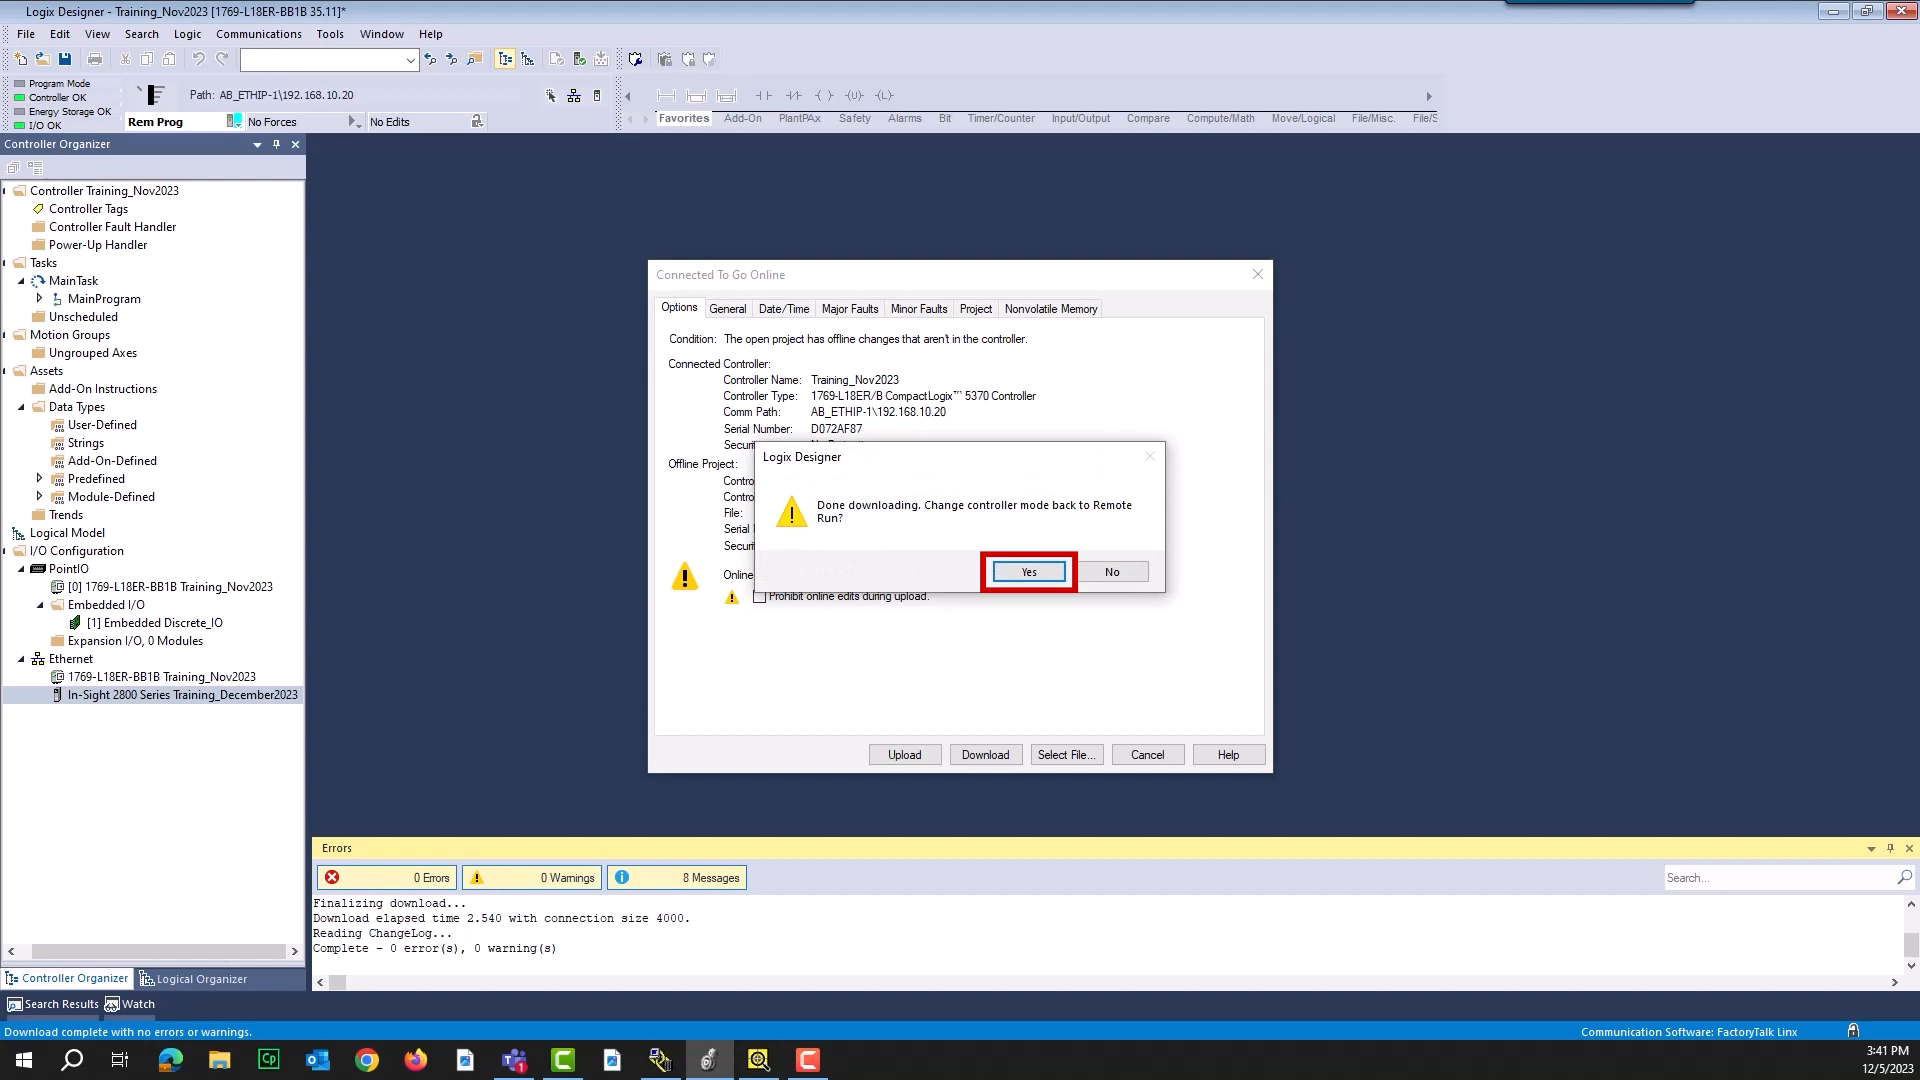 Logix Designer - Training_Nov2023 [1769-L18ER-BB1B 35.11]*
File Edit View Search Logic Communications Tools Window Help
Program Mode
Controller OK
Energy Storage OK
I/O OK
Path: AB_ETHIP-1\192.168.10.20
Rem Prog No Forces No Edits
Favorites Add-On PlantPAx Safety Alarms Bit Timer/Counter Input/Output Compare Compute/Math Move/Logical File/Misc. File/S
Controller Organizer
Controller Training_Nov2023
Controller Tags
Controller Fault Handler
Power-Up Handler
Tasks
MainTask
MainProgram
Unscheduled
Motion Groups
Ungrouped Axes
Assets
Add-On Instructions
Data Types
User-Defined
Strings
Add-On-Defined
Predefined
Module-Defined
Trends
Logical Model
I/O Configuration
PointIO
[0] 1769-L18ER-BB1B Training_Nov2023
Embedded I/O
[1] Embedded Discrete_IO
Expansion I/O, 0 Modules
Ethernet
1769-L18ER-BB1B Training_Nov2023
In-Sight 2800 Series Training_December2023
Controller Organizer Logical Organizer
Search Results Watch
Connected To Go Online
Options General Date/Time Major Faults Minor Faults Project Nonvolatile Memory
Condition: The open project has offline changes that aren't in the controller.
Connected Controller:
Controller Name: Training_Nov2023
Controller Type: 1769-L18ER/B CompactLogix™ 5370 Controller
Comm Path: AB_ETHIP-1\192.168.10.20
Serial Number: D072AF87
Securi
Offline Project:
Contro
Contro
File:
Serial
Securi
Online
Prohibit online edits during upload.
Logix Designer
Done downloading. Change controller mode back to Remote
Run?
Yes No
Upload Download Select File... Cancel Help
Errors
0 Errors 0 Warnings 8 Messages Search...
Finalizing download...
Download elapsed time 2.540 with connection size 4000.
Reading ChangeLog...
Complete - 0 error(s), 0 warning(s)
Download complete with no errors or warnings. Communication Software: FactoryTalk Linx
3:41 PM
12/5/2023